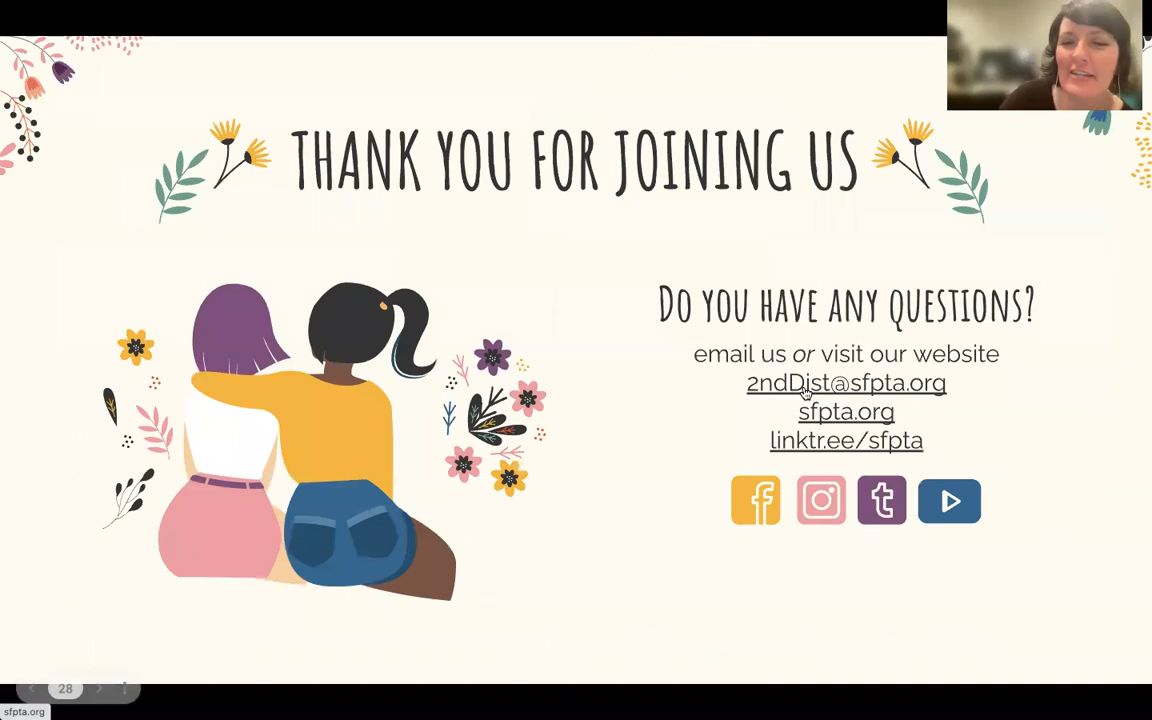 THANK YOU FOR JOINING US
DO YOU HAVE ANY QUESTIONS?
email us or visit our website
2ndDist@sfpta.org
sfpta.org
linktr.ee/sfpta
28
sfpta.org